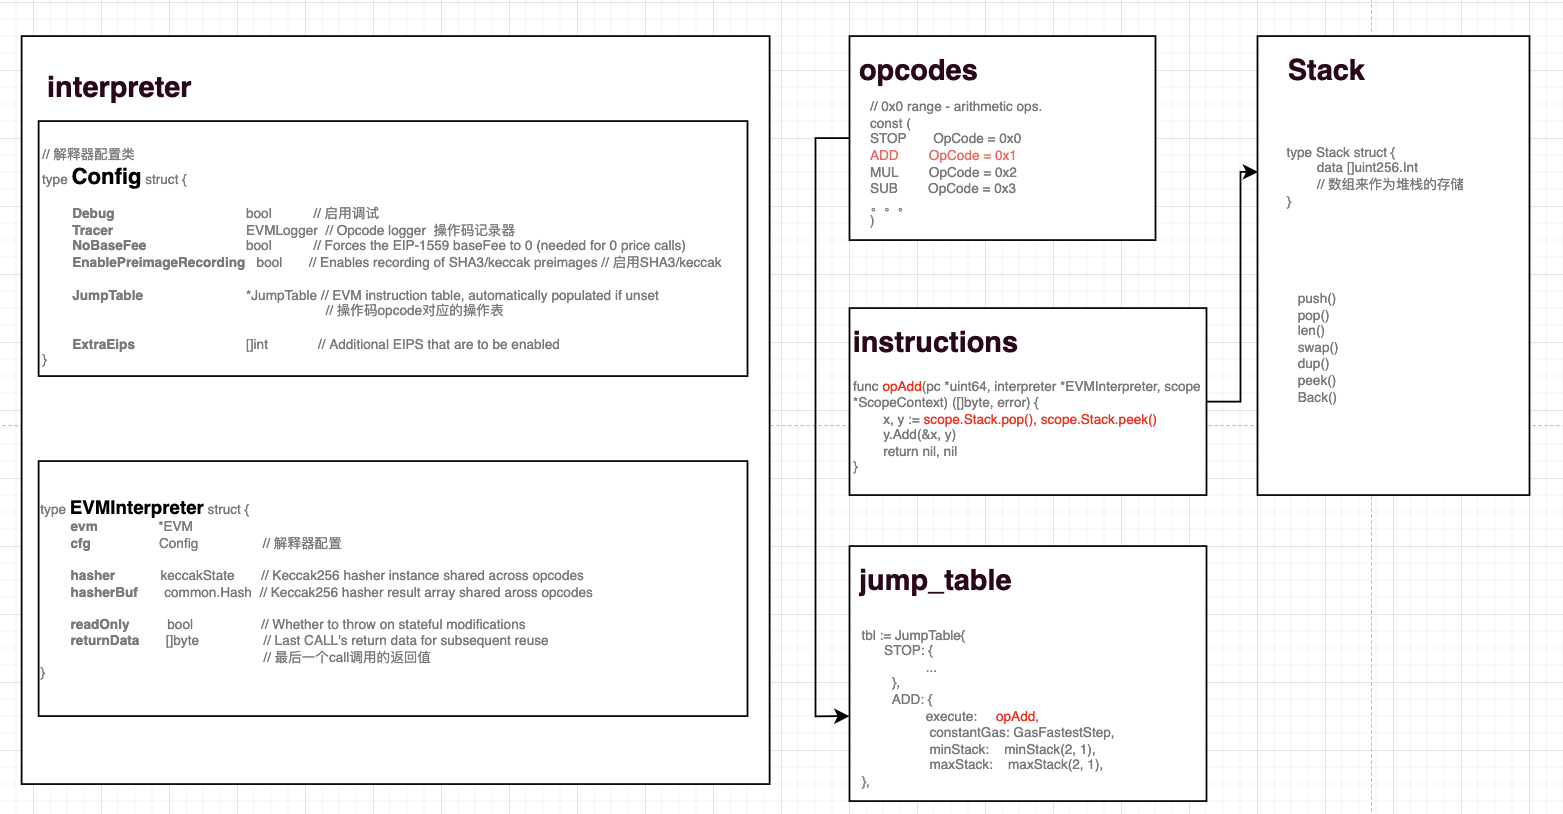 interpreter
// 解释器配置类
type Config struct {
Debug bool // 启用调试
Tracer EVMLogger // Opcode logger 操作码记录器
NoBaseFee bool // Forces the EIP-1559 baseFee to 0 (needed for 0 price calls)
EnablePreimageRecording bool // Enables recording of SHA3/keccak preimages // 启用SHA3/keccak
JumpTable *JumpTable // EVM instruction table, automatically populated if unset
// 操作码opcode对应的操作表
ExtraEips []int // Additional EIPS that are to be enabled
}
type EVMInterpreter struct {
evm *EVM
cfg Config // 解释器配置
hasher keccakState // Keccak256 hasher instance shared across opcodes
hasherBuf common.Hash // Keccak256 hasher result array shared aross opcodes
readOnly bool // Whether to throw on stateful modifications
returnData []byte // Last CALL's return data for subsequent reuse
// 最后一个call调用的返回值
}
opcodes
// 0x0 range - arithmetic ops.
const (
STOP OpCode = 0x0
ADD OpCode = 0x1
MUL OpCode = 0x2
SUB OpCode = 0x3
。。。
)
instructions
func opAdd(pc *uint64, interpreter *EVMInterpreter, scope
*ScopeContext) ([]byte, error) {
x, y := scope.Stack.pop(), scope.Stack.peek()
y.Add(&x, y)
return nil, nil
}
jump_table
tbl := JumpTable{
STOP: {
...
},
ADD: {
execute: opAdd,
constantGas: GasFastestStep,
minStack: minStack(2, 1),
maxStack: maxStack(2, 1),
},
Stack
type Stack struct {
data []uint256.Int
// 数组来作为堆栈的存储
}
push()
pop()
len()
swap()
dup()
peek()
Back()